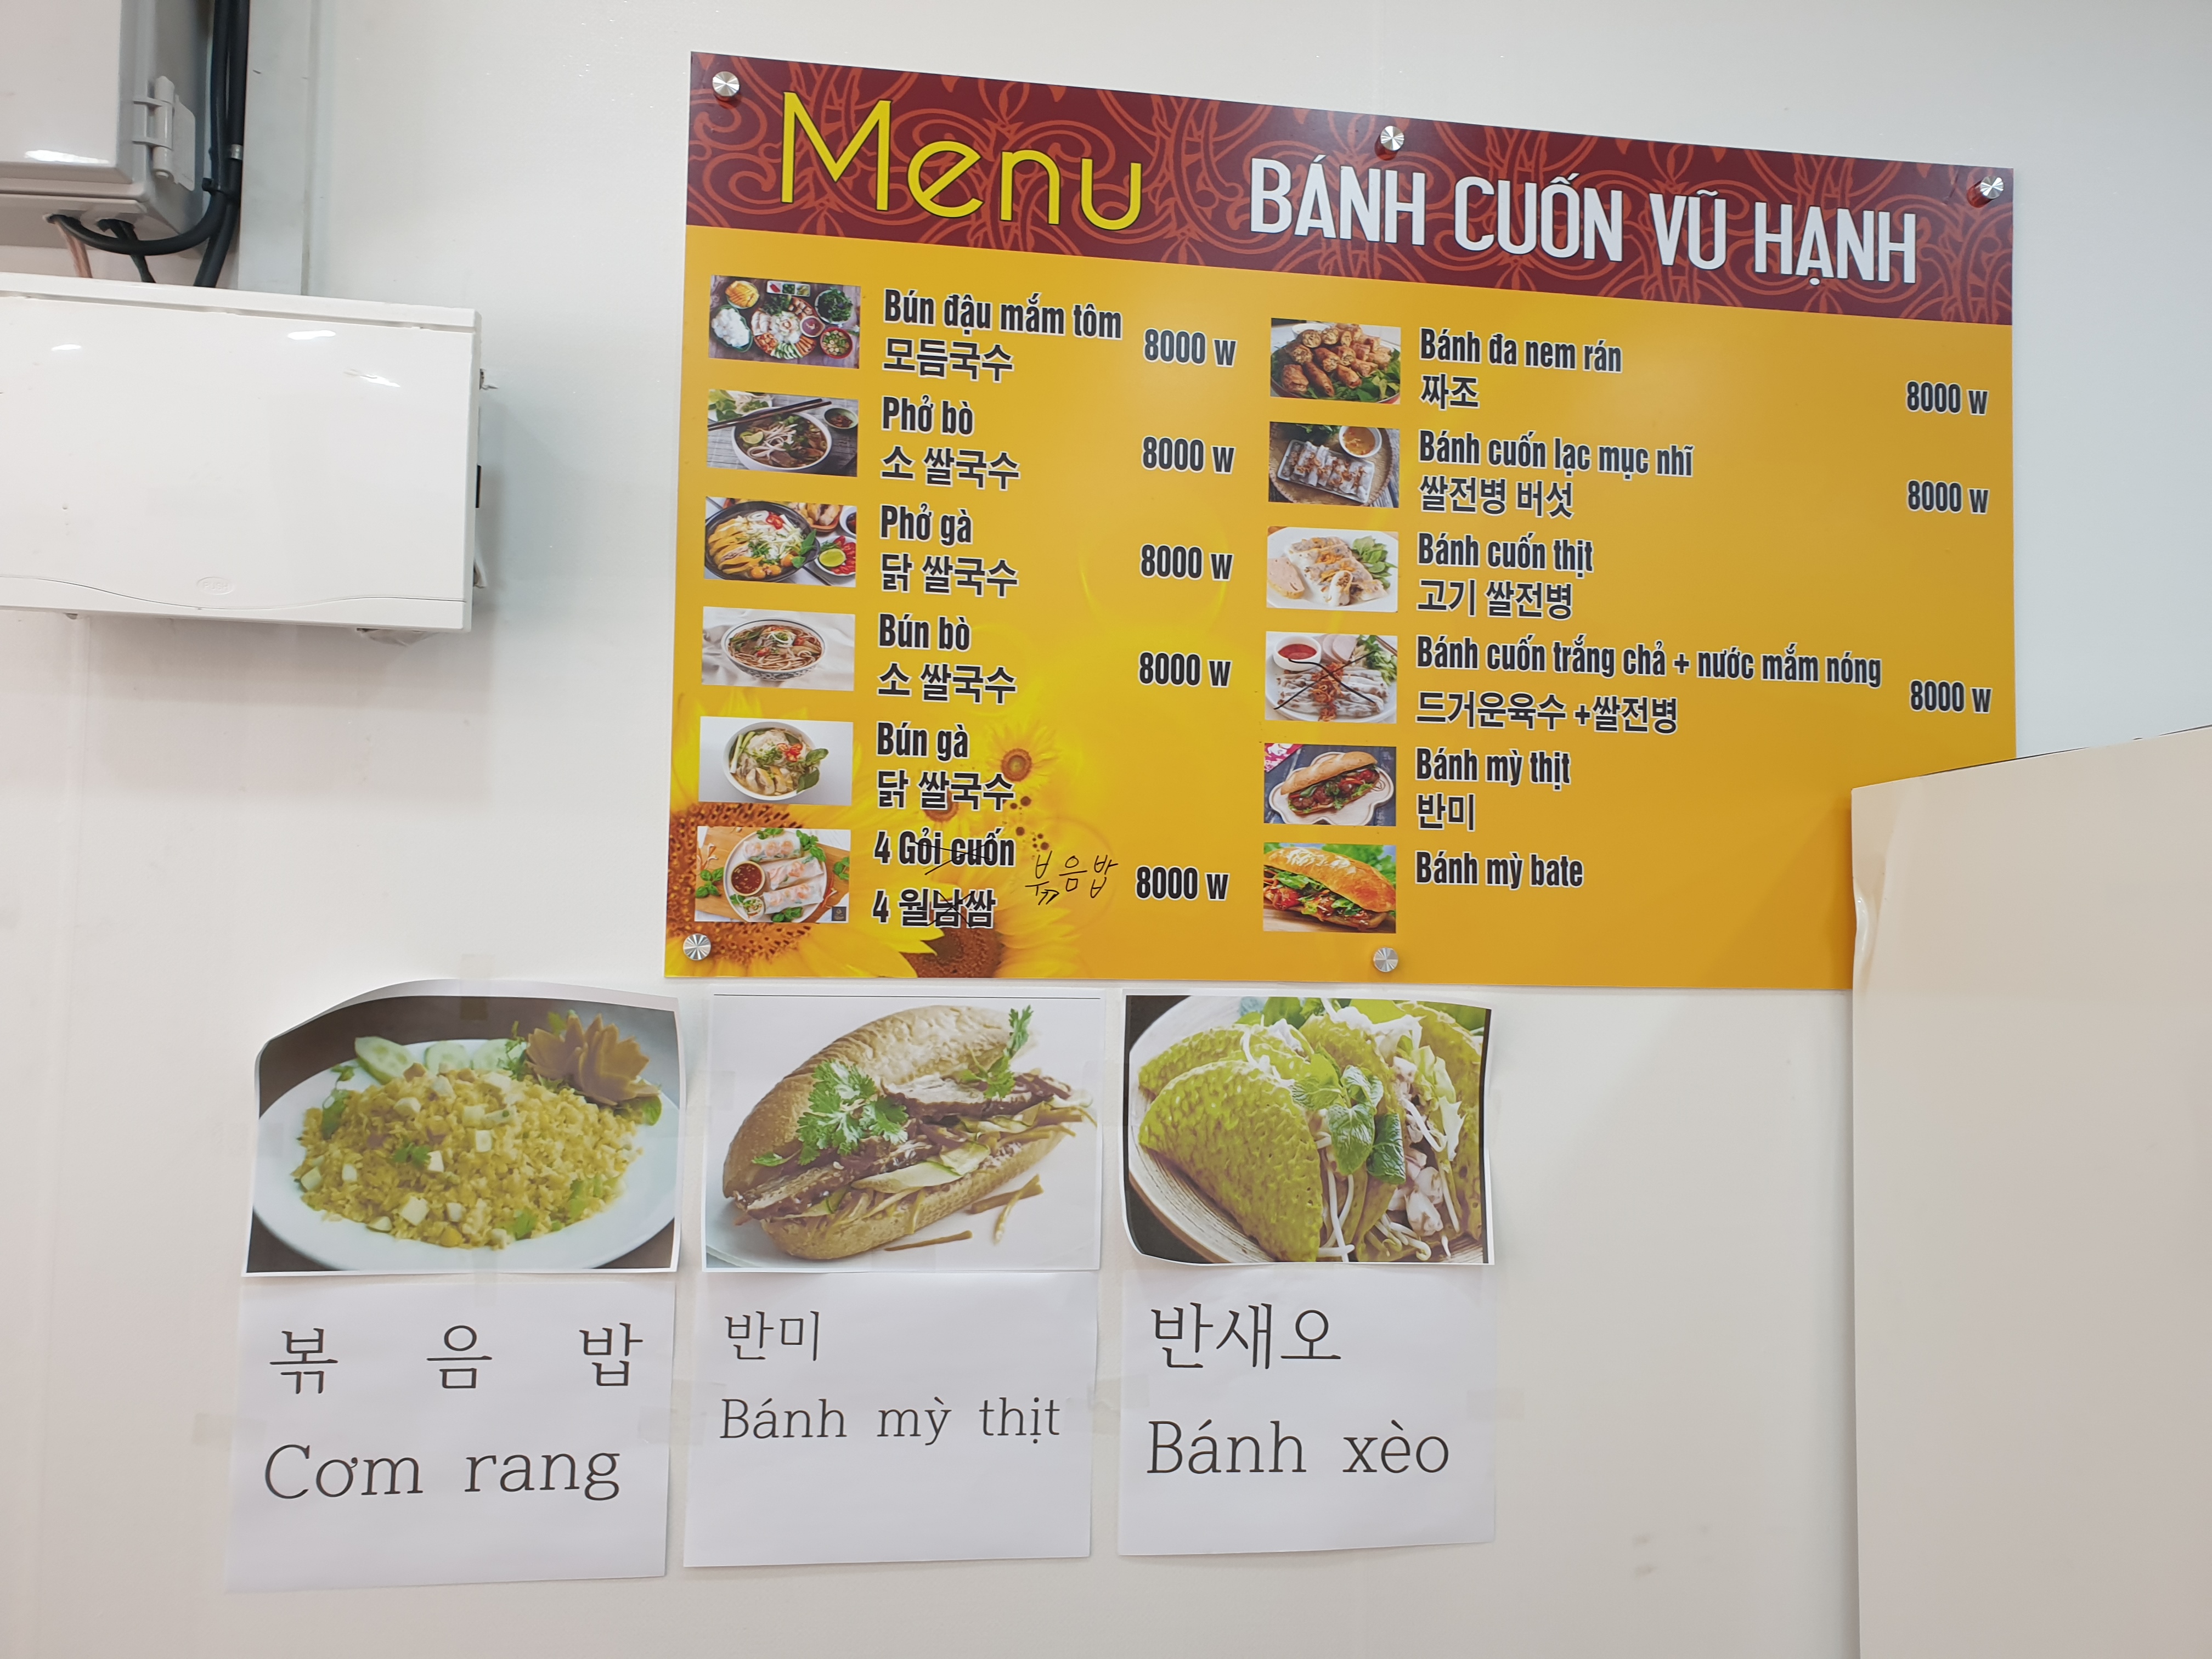 Menu BÁNH CUỐN VŨ HẠNH
Bún đậu mắm tôm
모듬국수
8000 W
Phở bò
소 쌀국수
8000 W
Phở gà
닭 쌀국수
8000 W
Bún bò
소 쌀국수
8000 W
Bún gà
닭 쌀국수
4 Gỏi cuốn
4 월남쌈
볶음밥
8000 W
Bánh đa nem rán
짜조
8000 W
Bánh cuốn lạc mục nhĩ
쌀전병 버섯
8000 W
Bánh cuốn thịt
고기 쌀전병
Bánh cuốn trắng chả + nước mắm nóng
드거운육수 +쌀전병
8000 W
Bánh mỳ thịt
반미
Bánh mỳ bate
볶 음 밥
Cơm rang
반미
Bánh mỳ thịt
반새오
Bánh xèo